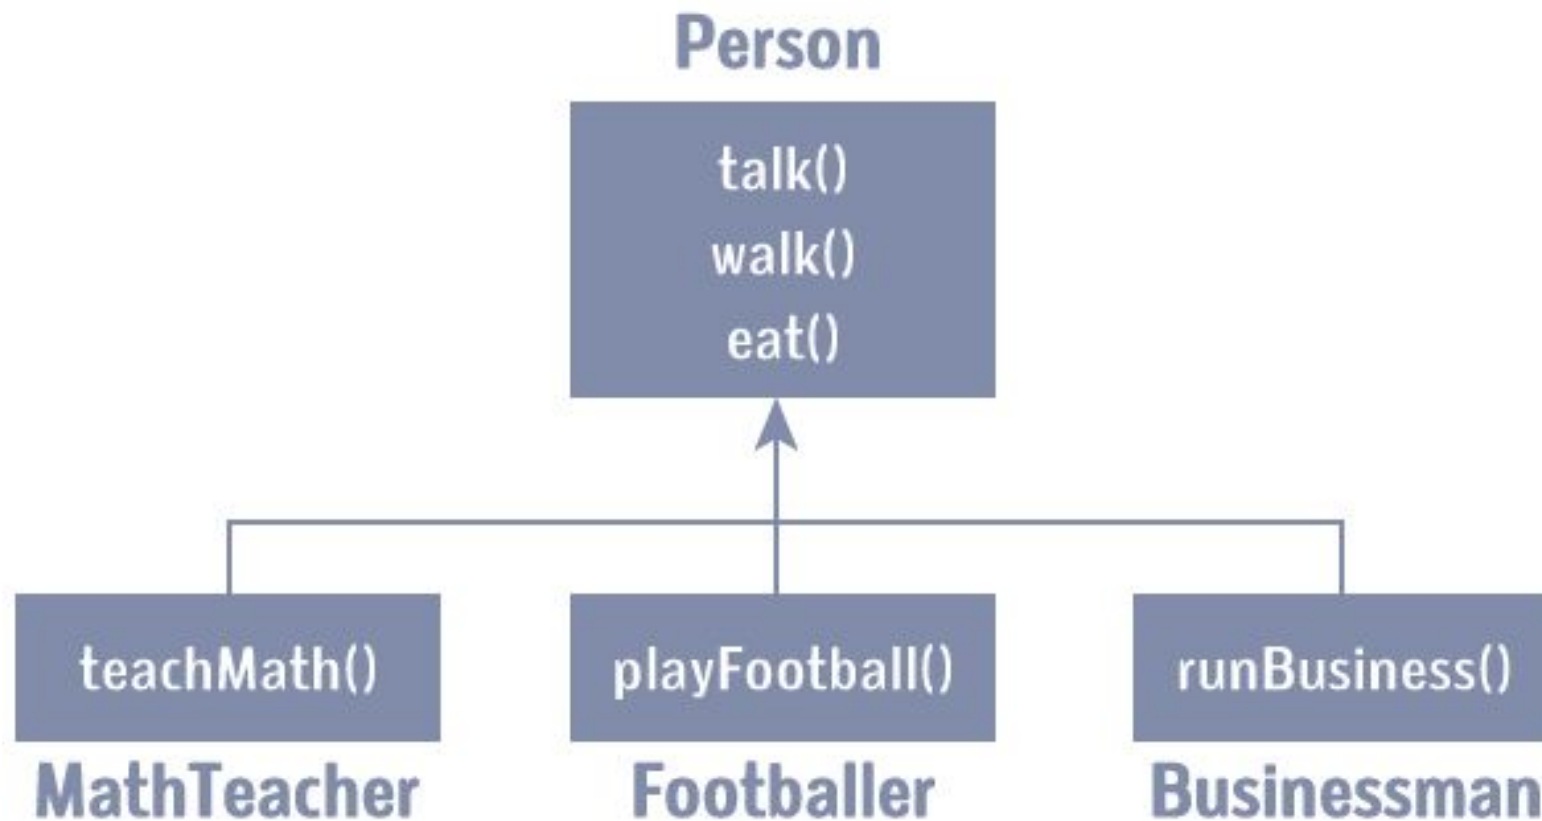 Person
talk()
walk()
eat()
teachMath()
playFootball()
runBusiness()
MathTeacher
Footballer
Businessman